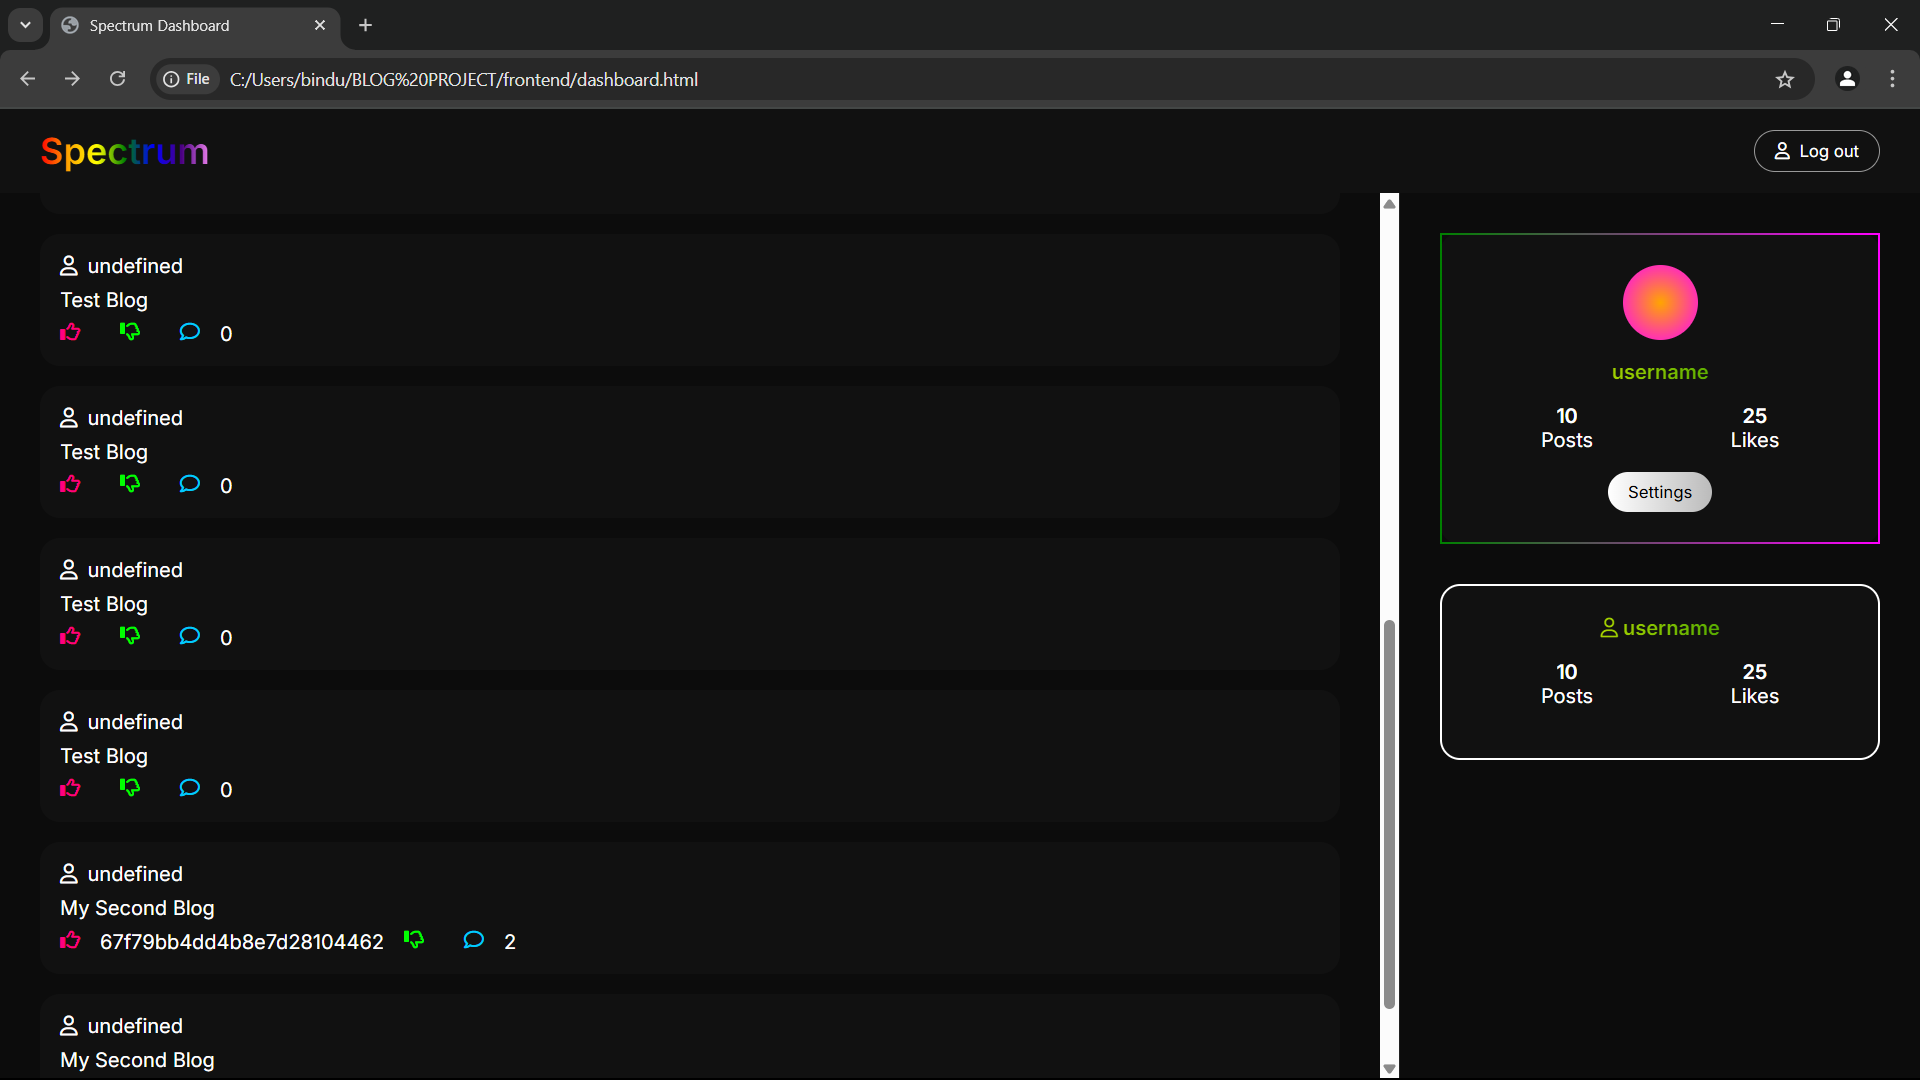 Spectrum Dashboard
File C:/Users/bindu/BLOG%20PROJECT/frontend/dashboard.html
Spectrum
Log out
undefined
Test Blog
0
undefined
Test Blog
0
undefined
Test Blog
0
undefined
Test Blog
0
undefined
My Second Blog
67f79bb4dd4b8e7d28104462 2
undefined
My Second Blog
username
10 25
Posts Likes
Settings
username
10 25
Posts Likes